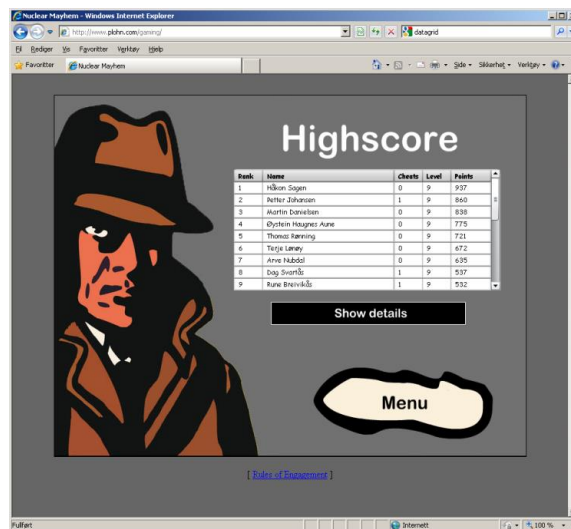 Nuclear Mayhem - Windows Internet Explorer
http://www.plohn.com/gaming/
datagrid
Fil Rediger Vis Favoritter Verktøy Hjelp
Favoritter Nuclear Mayhem Side Sikkerhet Verktøy
Highscore
Rank Name Chests Level Points
1 Håkon Sagen 0 9 937
2 Petter Johansen 1 9 860
3 Martin Danielsen 0 9 838
4 Øystein Haugnes Aune 0 9 775
5 Thomas Rønning 0 9 721
6 Terje Lønøy 0 9 672
7 Arve Nubdal 0 9 635
8 Dag Svartås 1 9 537
9 Rune Breivikås 1 9 532
Show details
Menu
[ Rules of Engagement ]
Fullført Internett 100 %